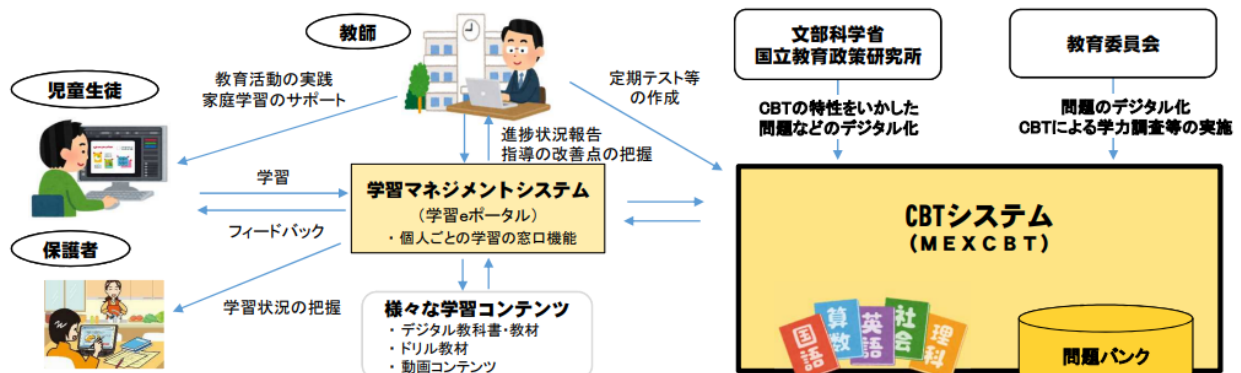 教師
児童生徒
教育活動の実践
家庭学習のサポート
定期テスト等
の作成
進捗状況報告
指導の改善点の把握
学習
フィードバック
学習マネジメントシステム
（学習eポータル）
・個人ごとの学習の窓口機能
保護者
学習状況の把握
様々な学習コンテンツ
・デジタル教科書・教材
・ドリル教材
・動画コンテンツ
文部科学省
国立教育政策研究所
CBTの特性をいかした
問題などのデジタル化
教育委員会
問題のデジタル化
CBTによる学力調査等の実施
CBTシステム
（ＭＥＸＣＢＴ）
国語
算数
英語
社会
理科
問題バンク